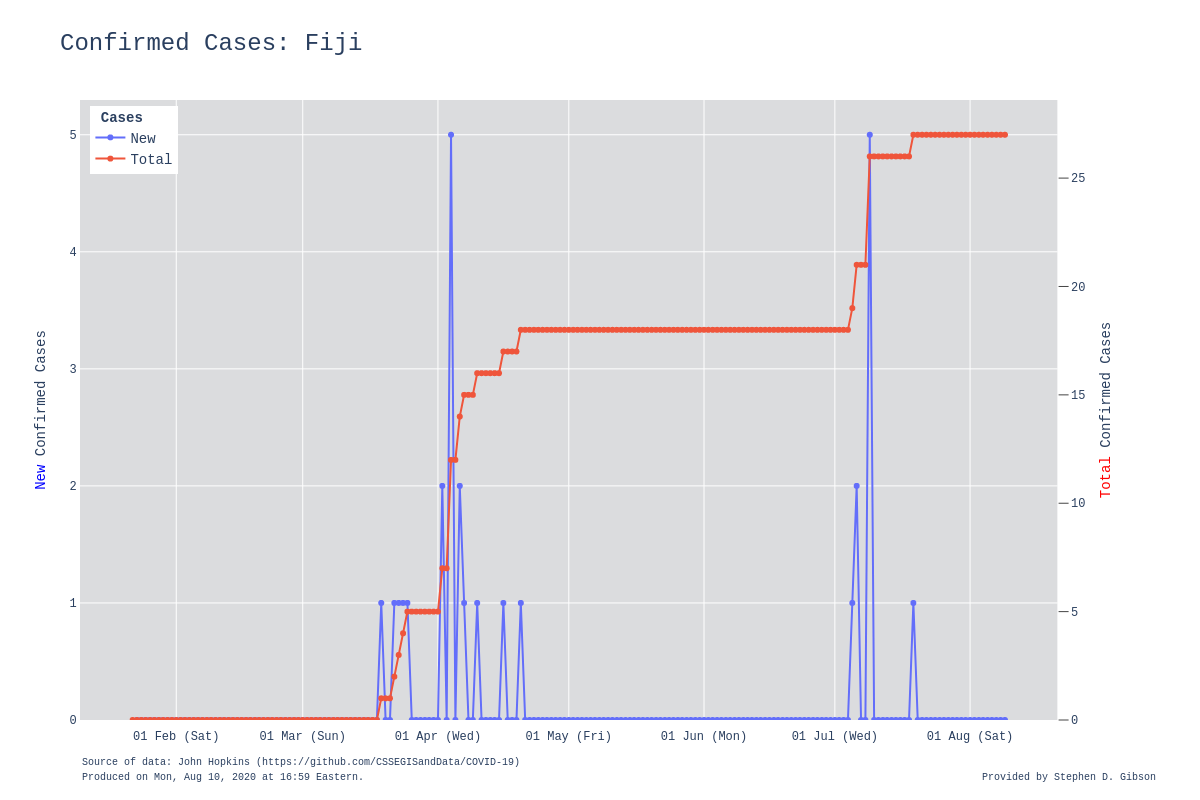 Confirmed Cases: Fiji
Cases
New
Total
5
4
3
2
1
0
25
20
15
10
5
0
New Confirmed Cases
Total Confirmed Cases
01 Feb (Sat)
01 Mar (Sun)
01 Apr (Wed)
01 May (Fri)
01 Jun (Mon)
01 Jul (Wed)
01 Aug (Sat)
Source of data: John Hopkins (https://github.com/CSSEGISandData/COVID-19)
Produced on Mon, Aug 10, 2020 at 16:59 Eastern.
Provided by Stephen D. Gibson